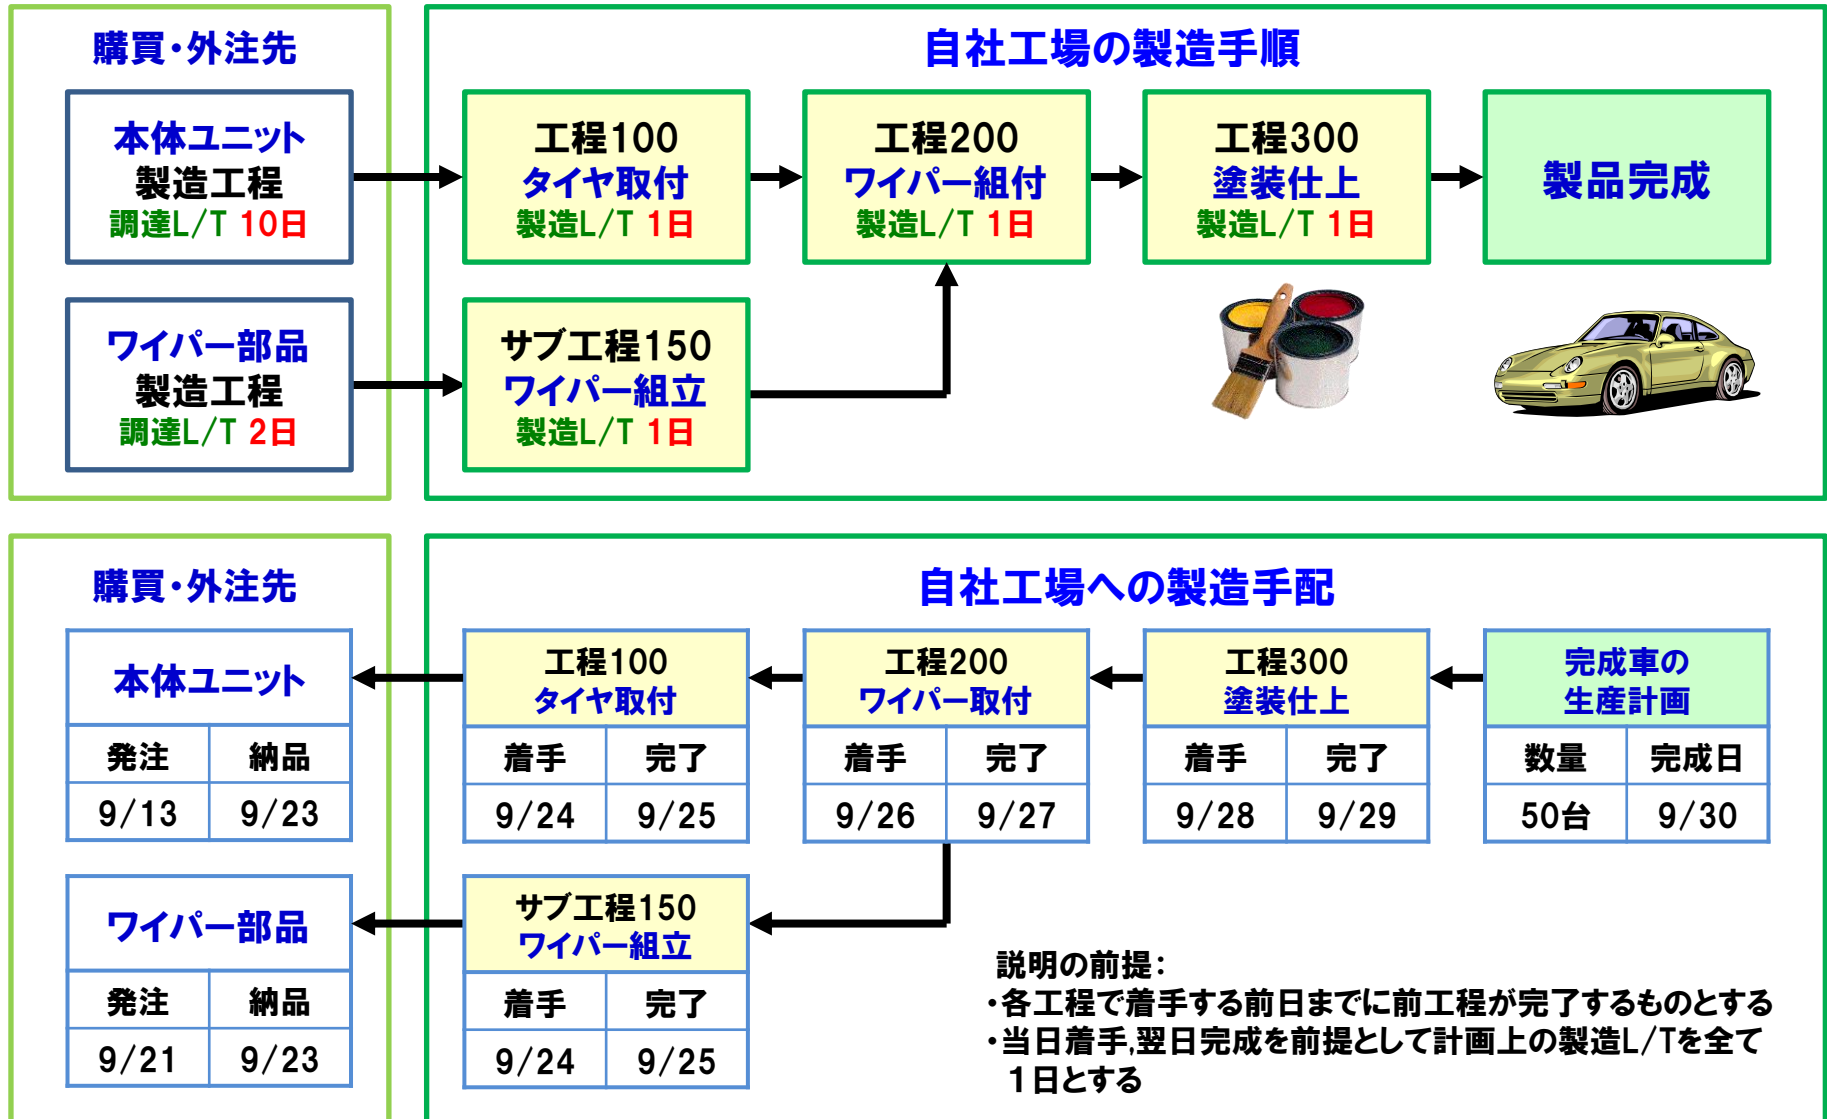 購買・外注先
自社工場の製造手順
本体ユニット
製造工程
調達L/T 10日
工程100
タイヤ取付
製造L/T 1日
工程200
ワイパー組付
製造L/T 1日
工程300
塗装仕上
製造L/T 1日
製品完成
ワイパー部品
製造工程
調達L/T 2日
サブ工程150
ワイパー組立
製造L/T 1日
購買・外注先
自社工場への製造手配
本体ユニット
発注 納品
9/13 9/23
工程100
タイヤ取付
着手 完了
9/24 9/25
工程200
ワイパー取付
着手 完了
9/26 9/27
工程300
塗装仕上
着手 完了
9/28 9/29
完成車の
生産計画
数量 完成日
50台 9/30
ワイパー部品
発注 納品
9/21 9/23
サブ工程150
ワイパー組立
着手 完了
9/24 9/25
説明の前提:
・各工程で着手する前日までに前工程が完了するものとする
・当日着手,翌日完成を前提として計画上の製造L/Tを全て
1日とする